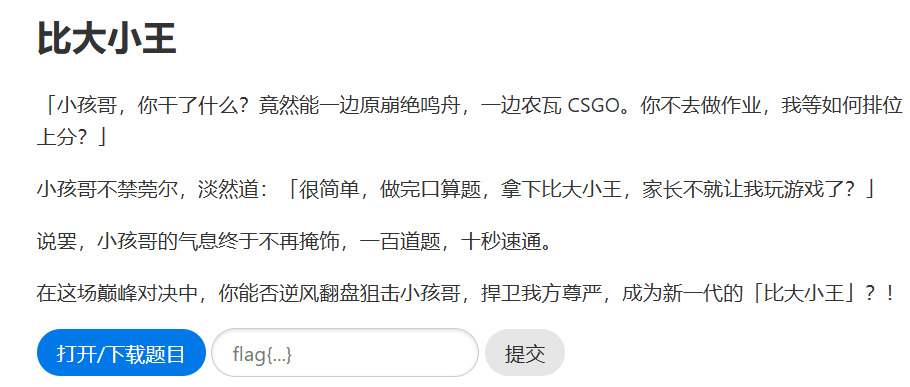 比大小王
「小孩哥，你干了什么？竟然能一边原崩绝鸣舟，一边农瓦 CSGO。你不去做作业，我等如何排位
上分？」
小孩哥不禁莞尔，淡然道：「很简单，做完口算题，拿下比大小王，家长不就让我玩游戏了？」
说罢，小孩哥的气息终于不再掩饰，一百道题，十秒速通。
在这场巅峰对决中，你能否逆风翻盘狙击小孩哥，捍卫我方尊严，成为新一代的「比大小王」？！
打开/下载题目 flag{...} 提交